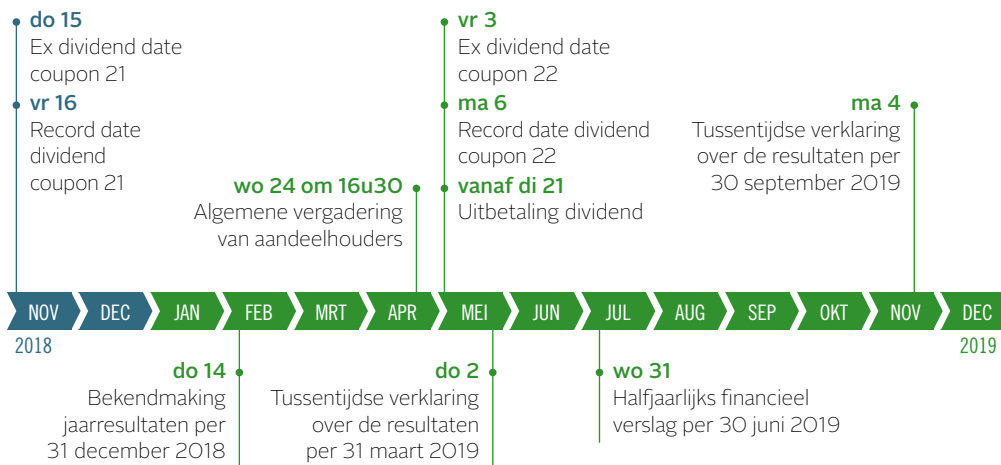 do 15
Ex dividend date
coupon 21
vr 16
Record date
dividend
coupon 21
wo 24 om 16u30
Algemene vergadering
van aandeelhouders
vr 3
Ex dividend date
coupon 22
ma 6
Record date dividend
coupon 22
vanaf di 21
Uitbetaling dividend
ma 4
Tussentijdse verklaring
over de resultaten per
30 september 2019
NOV DEC JAN FEB MRT APR MEI JUN JUL AUG SEP OKT NOV DEC
2018 2019
do 14
Bekendmaking
jaarresultaten per
31 december 2018
do 2
Tussentijdse verklaring
over de resultaten
per 31 maart 2019
wo 31
Halfjaarlijks financieel
verslag per 30 juni 2019